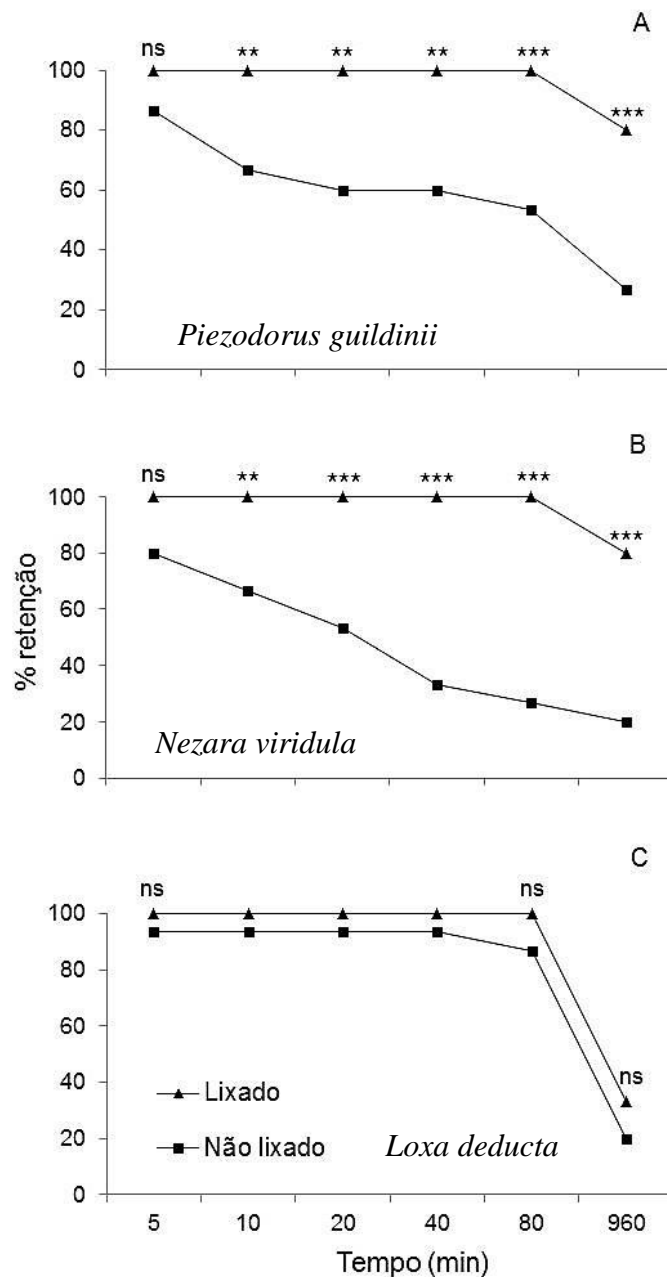 A
ns ** ** ** *** ***
100
80
60
40
20
0
Piezodorus guildinii
B
ns ** *** *** *** ***
100
80
60
40
20
0
Nezara viridula
% retenção
C
ns ns ns
100
80
60
40
20
0
Lixado
Não lixado
Loxa deducta
5 10 20 40 80 960
Tempo (min)